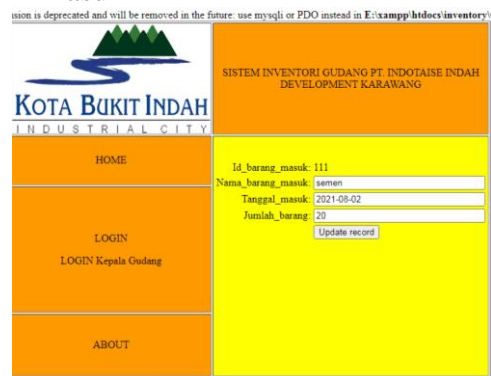 ision is deprecated and will be removed in the future: use mysqli or PDO instead in E:\xampp\htdocs\inventory\
KOTA BUKIT INDAH
INDUSTRIAL CITY
SISTEM INVENTORI GUDANG PT. INDOTAISE INDAH
DEVELOPMENT KARAWANG
HOME
LOGIN
LOGIN Kepala Gudang
ABOUT
Id_barang_masuk: 111
Nama_barang_masuk: semen
Tanggal_masuk: 2021-08-02
Jumlah_barang: 20
Update record